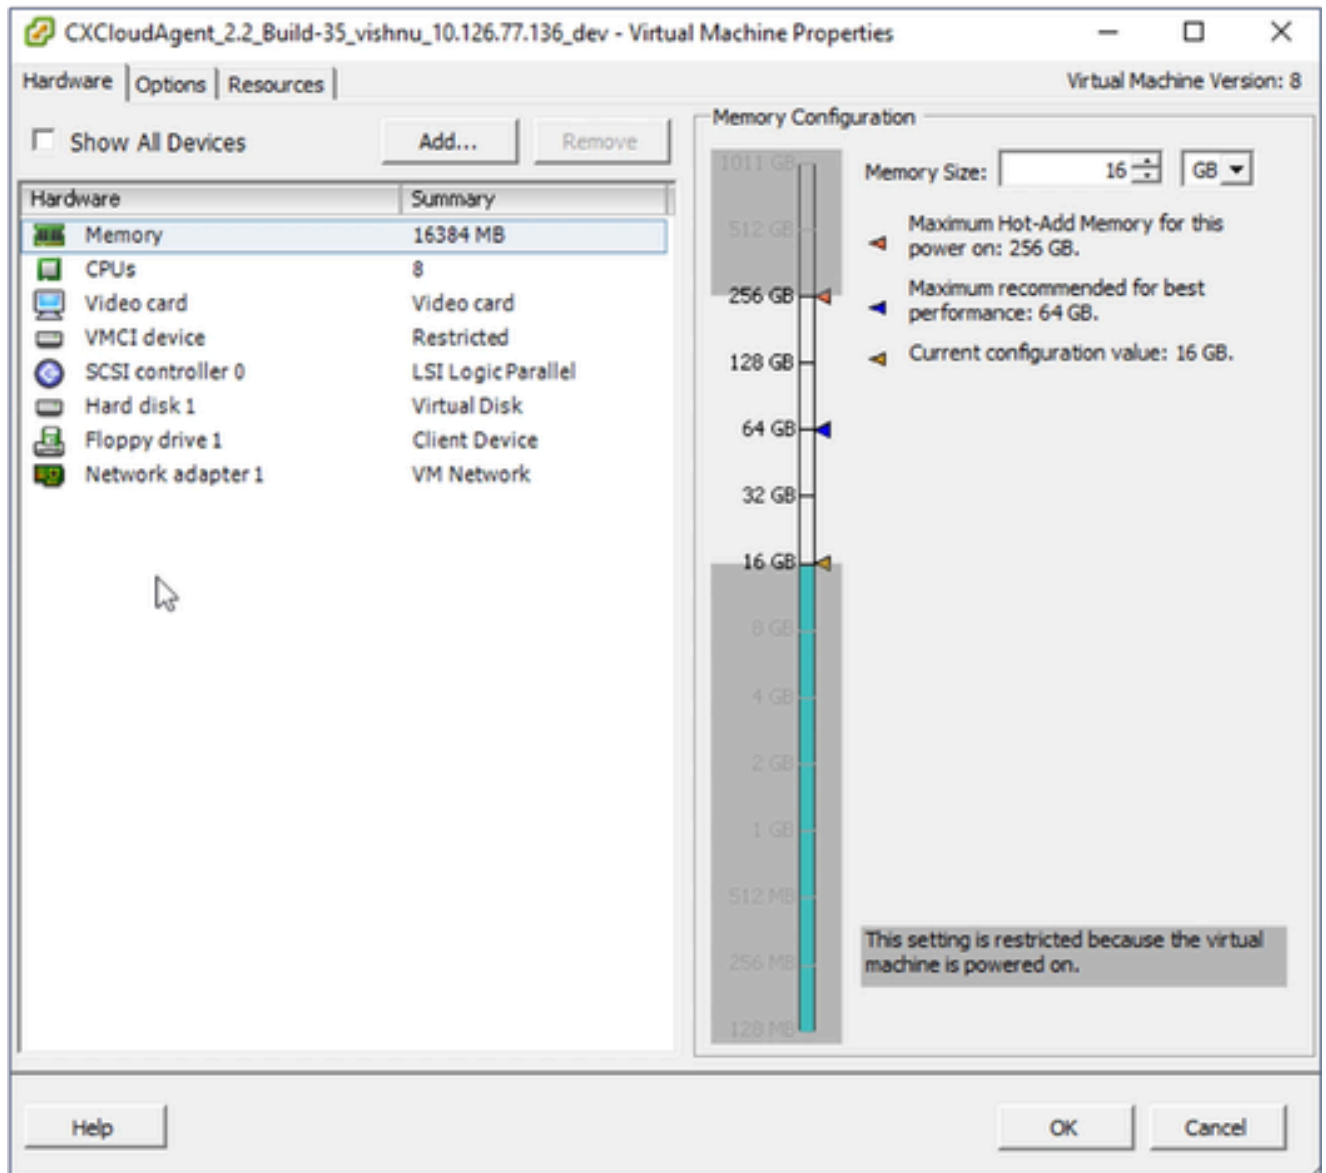 CXCloudAgent_2.2_Build-35_vishnu_10.126.77.136_dev - Virtual Machine Properties
Hardware Options Resources Virtual Machine Version: 8
Show All Devices Add... Remove
Hardware Summary
Memory 16384 MB
CPUs 8
Video card Video card
VMCI device Restricted
SCSI controller 0 LSI Logic Parallel
Hard disk 1 Virtual Disk
Floppy drive 1 Client Device
Network adapter 1 VM Network
Memory Configuration
1011 GB
512 GB
256 GB
128 GB
64 GB
32 GB
16 GB
8 GB
4 GB
2 GB
1 GB
512 MB
256 MB
128 MB
Memory Size: 16 GB
Maximum Hot-Add Memory for this
power on: 256 GB.
Maximum recommended for best
performance: 64 GB.
Current configuration value: 16 GB.
This setting is restricted because the virtual
machine is powered on.
Help OK Cancel